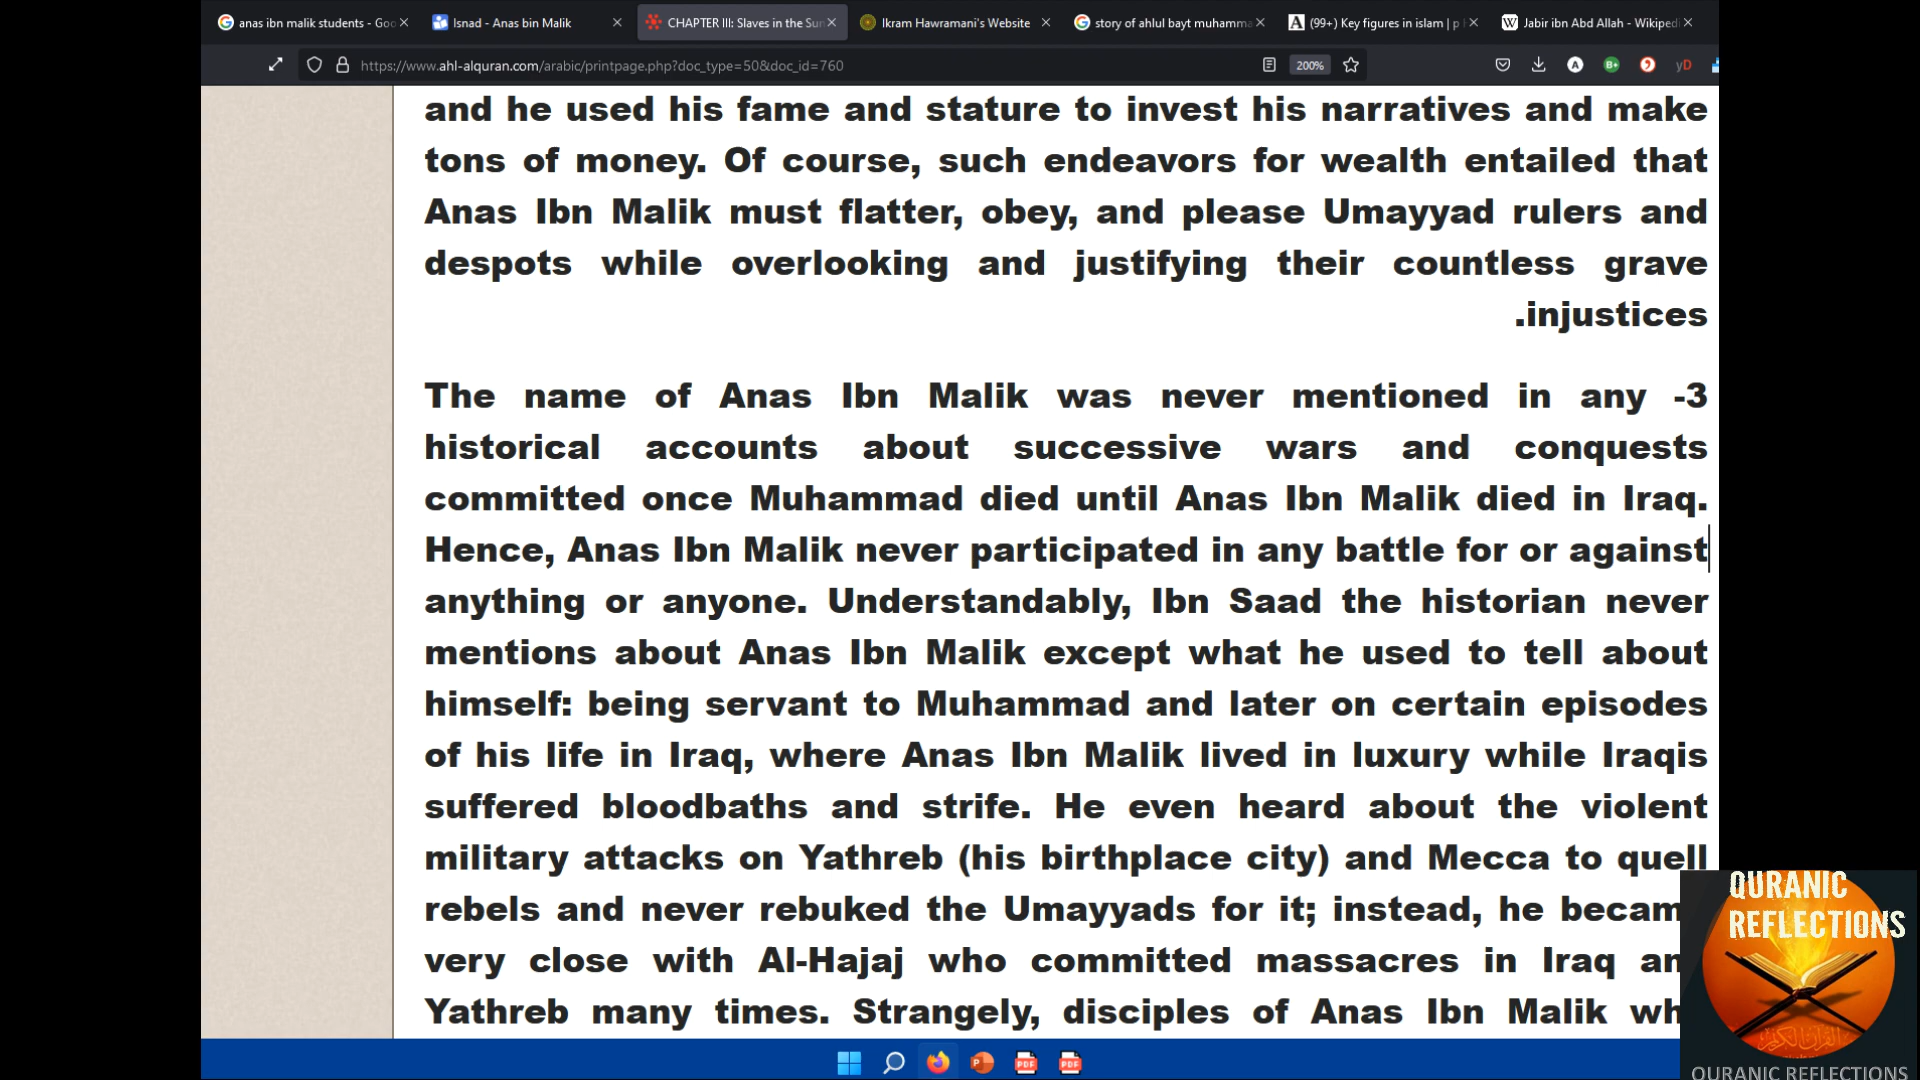 anas ibn malik students - Goo
Isnad - Anas bin Malik
CHAPTER III: Slaves in the Sun
Ikram Hawramani's Website
story of ahlul bayt muhamma
(99+) Key figures in islam | p
Jabir ibn Abd Allah - Wikiped
https://www.ahl-alquran.com/arabic/printpage.php?doc_type=50&doc_id=760
200%
and he used his fame and stature to invest his narratives and make
tons of money. Of course, such endeavors for wealth entailed that
Anas Ibn Malik must flatter, obey, and please Umayyad rulers and
despots while overlooking and justifying their countless grave
.injustices
The name of Anas Ibn Malik was never mentioned in any -3
historical accounts about successive wars and conquests
committed once Muhammad died until Anas Ibn Malik died in Iraq.
Hence, Anas Ibn Malik never participated in any battle for or against
anything or anyone. Understandably, Ibn Saad the historian never
mentions about Anas Ibn Malik except what he used to tell about
himself: being servant to Muhammad and later on certain episodes
of his life in Iraq, where Anas Ibn Malik lived in luxury while Iraqis
suffered bloodbaths and strife. He even heard about the violent
military attacks on Yathreb (his birthplace city) and Mecca to quell
rebels and never rebuked the Umayyads for it; instead, he becam
very close with Al-Hajaj who committed massacres in Iraq an
Yathreb many times. Strangely, disciples of Anas Ibn Malik wh
QURANIC
REFLECTIONS
QURANIC REFLECTIONS